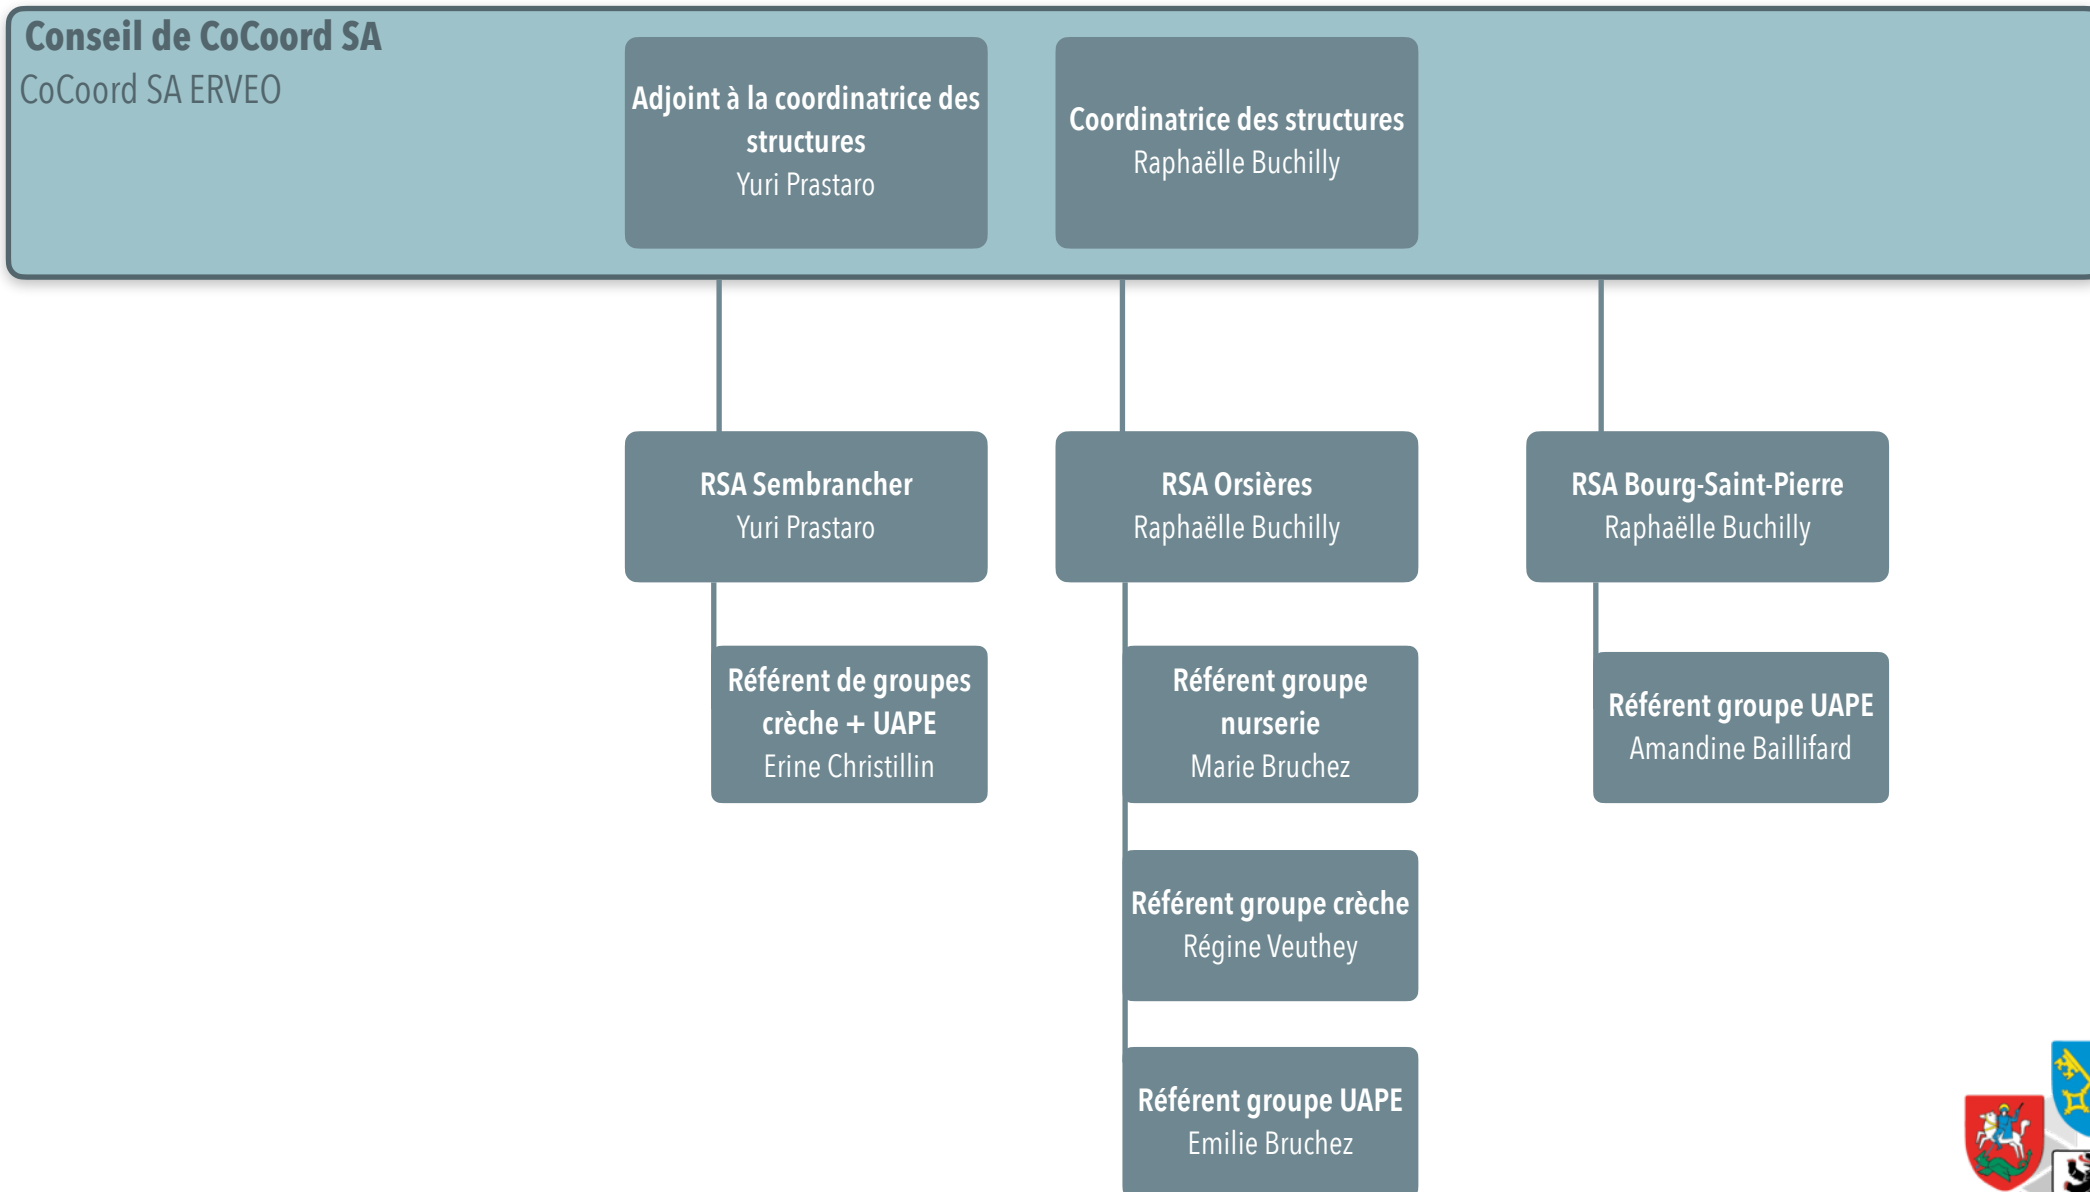 Conseil de CoCoord SA
CoCoord SA ERVEO
Adjoint à la coordinatrice des
structures
Yuri Prastaro
Coordinatrice des structures
Raphaëlle Buchilly
RSA Sembrancher
Yuri Prastaro
RSA Orsières
Raphaëlle Buchilly
RSA Bourg-Saint-Pierre
Raphaëlle Buchilly
Référent de groupes
crèche + UAPE
Erine Christillin
Référent groupe
nurserie
Marie Bruchez
Référent groupe UAPE
Amandine Baillifard
Référent groupe crèche
Régine Veuthey
Référent groupe UAPE
Emilie Bruchez